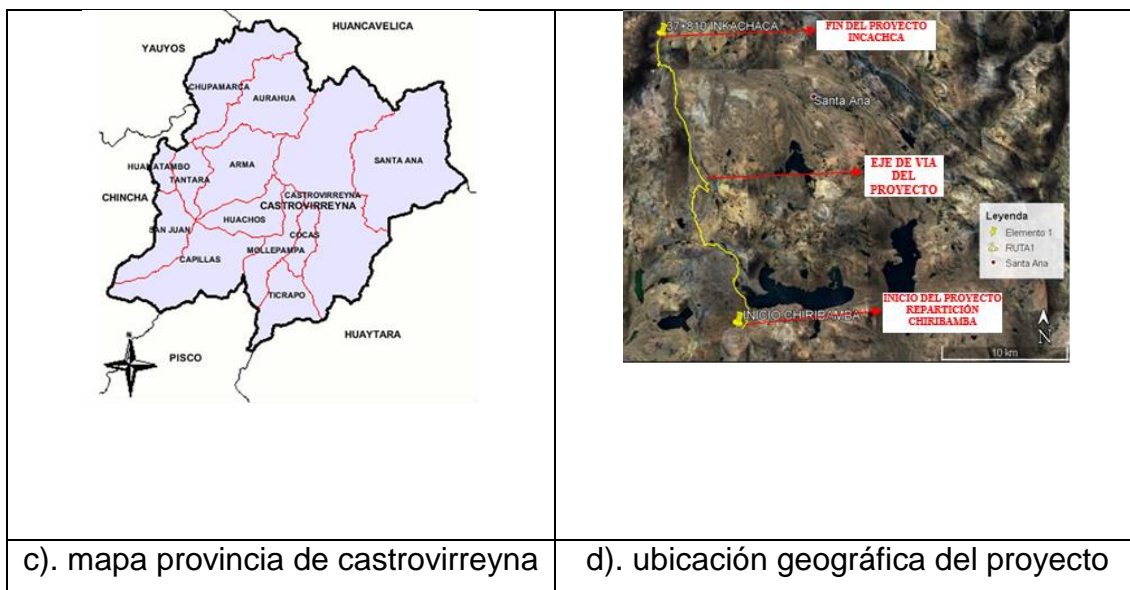 HUANCAVELICA
YAUYOS
CHUPAMARCA
AURAHUA
HUAMATAMBO
TANTARA
ARMA
SANTA ANA
CHINCHA
CASTROVIRREYNA
CASTROVIRREYNA
HUACHOS
SAN JUAN
COCAS
MOLLEPAMPA
CAPILLAS
TICRAPO
HUAYTARA
PISCO
N
37+810 INKACHACA
FIN DEL PROYECTO
INCACHCA
Santa Ana
EJE DE VIA
DEL
PROYECTO
Leyenda
Elemento 1
RUTA1
Santa Ana
INICIO DEL PROYECTO
REPARTICIÓN
CHIRIBAMBA
INICIO CHIRIBAMBA
N
10 km
c). mapa provincia de castrovirreyna
d). ubicación geográfica del proyecto